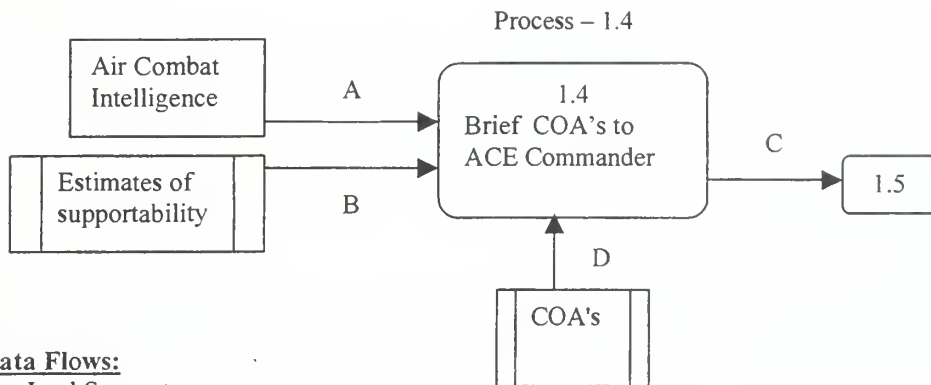 Process – 1.4
Air Combat
Intelligence
A
1.4
Brief COA's to
ACE Commander
C
1.5
Estimates of
supportability
B
D
COA's
ata Flows: